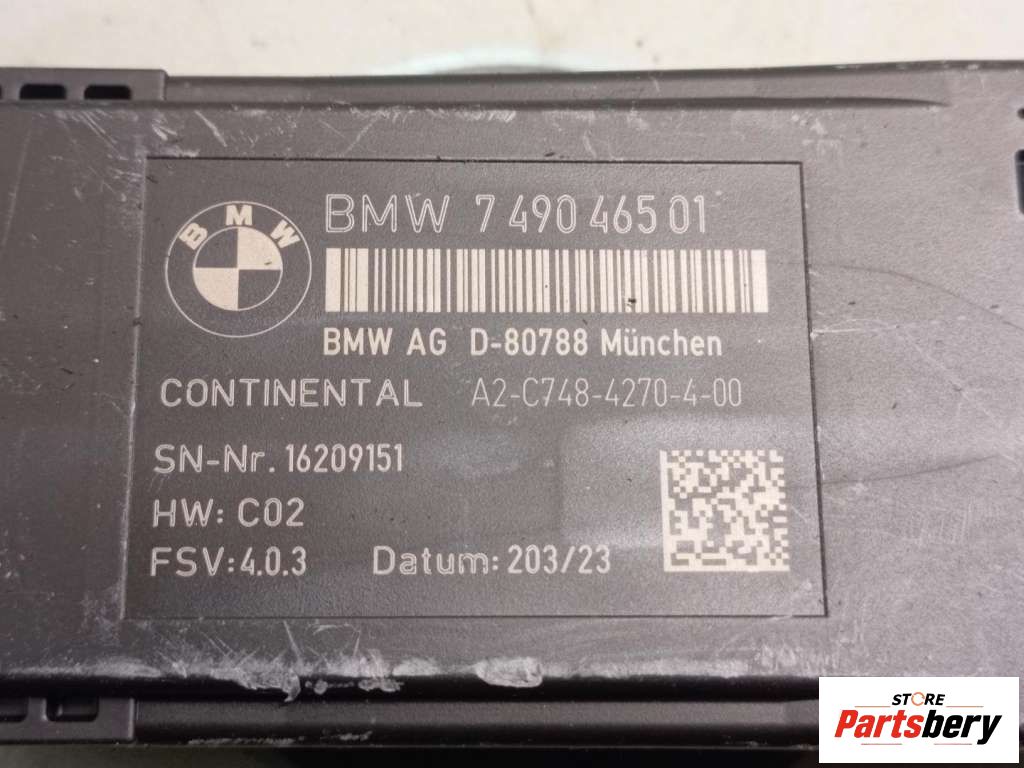 BMW
BMW 7 490 465 01
BMW AG D-80788 München
CONTINENTAL A2-C748-4270-4-00
SN-Nr. 16209151
HW: C02
FSV:4.0.3 Datum: 203/23
STORE
Partsbery